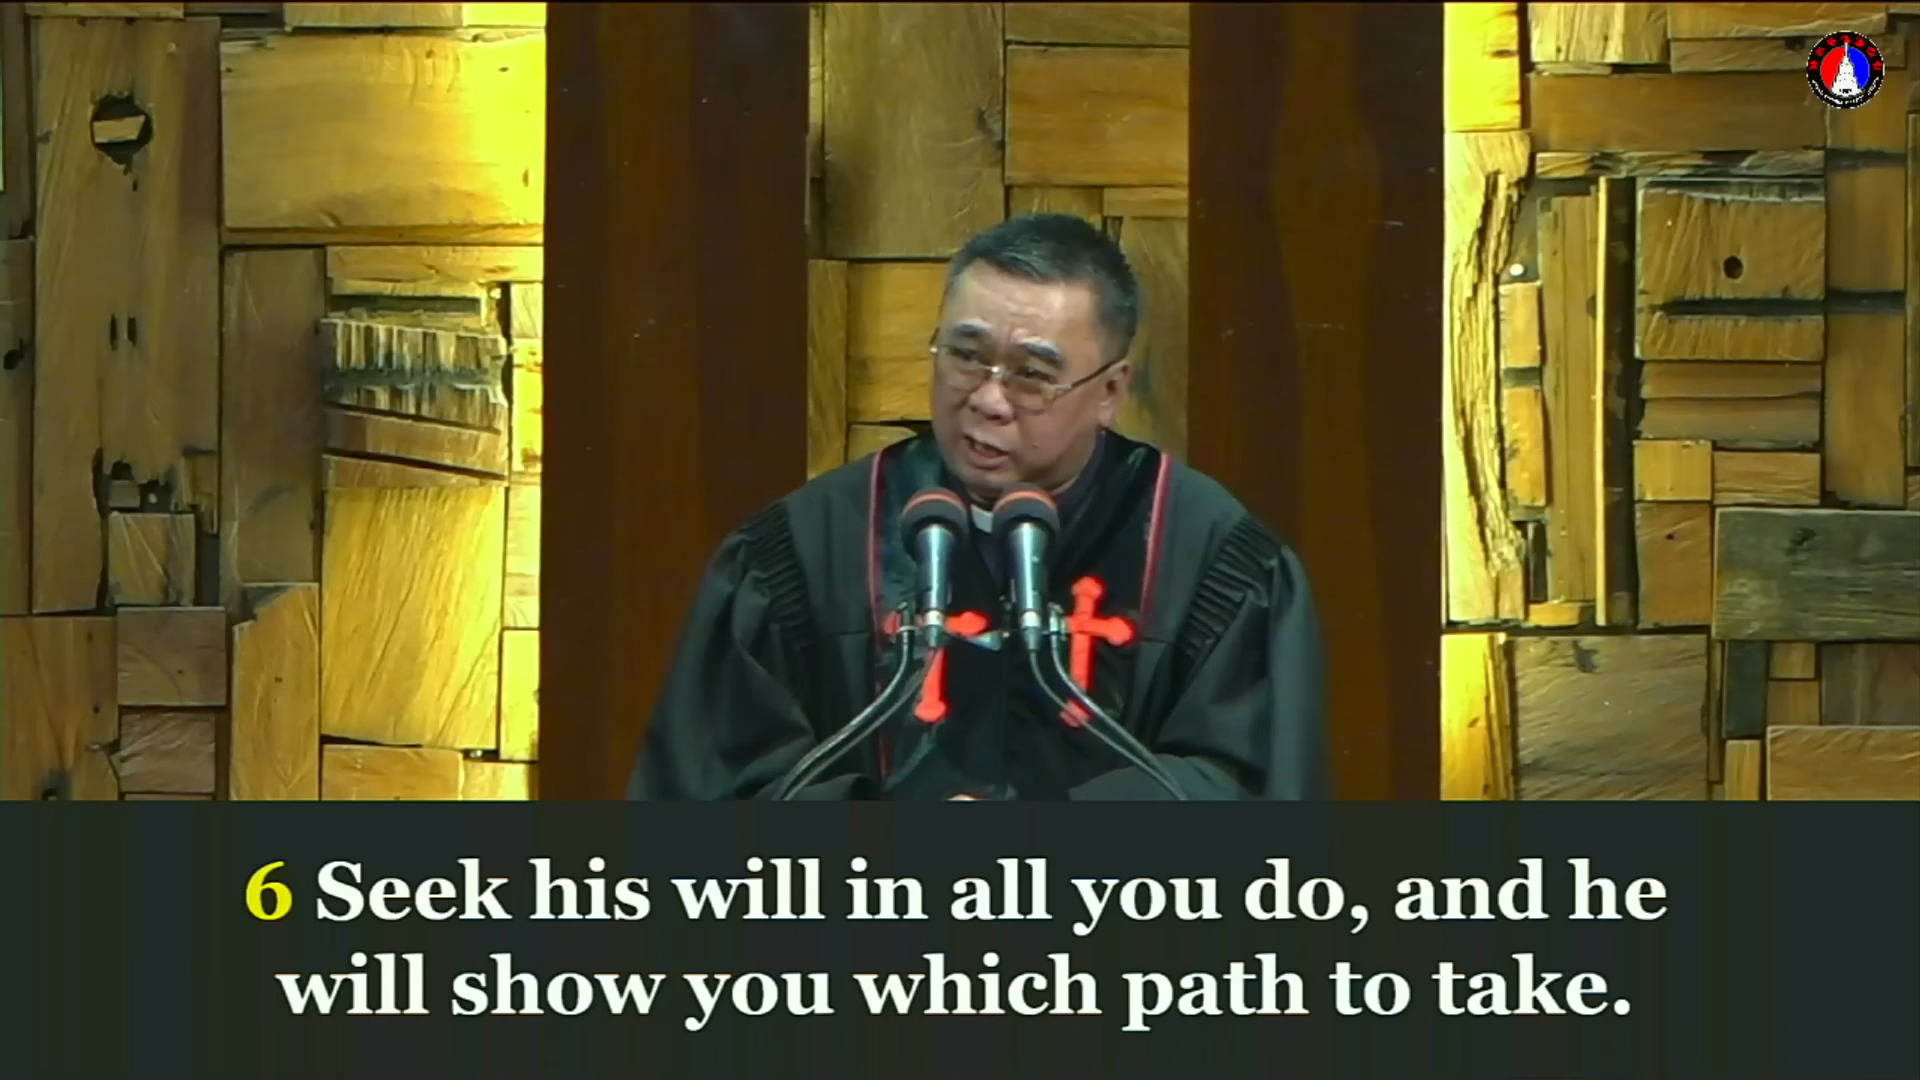 6 Seek his will in all you do, and he
will show you which path to take.